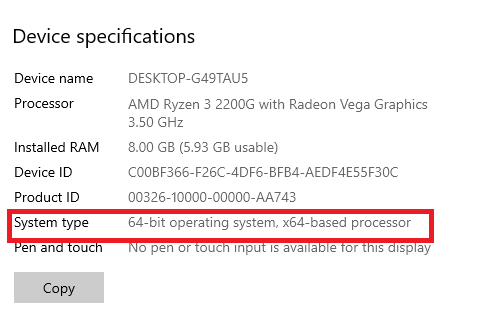 Device specifications
Device name DESKTOP-G49TAU5
Processor AMD Ryzen 3 2200G with Radeon Vega Graphics
3.50 GHz
Installed RAM 8.00 GB (5.93 GB usable)
Device ID C00BF366-F26C-4DF6-BFB4-AEDF4E55F30C
Product ID 00326-10000-00000-AA743
System type 64-bit operating system, x64-based processor
Pen and touch No pen or touch input is available for this display
Copy